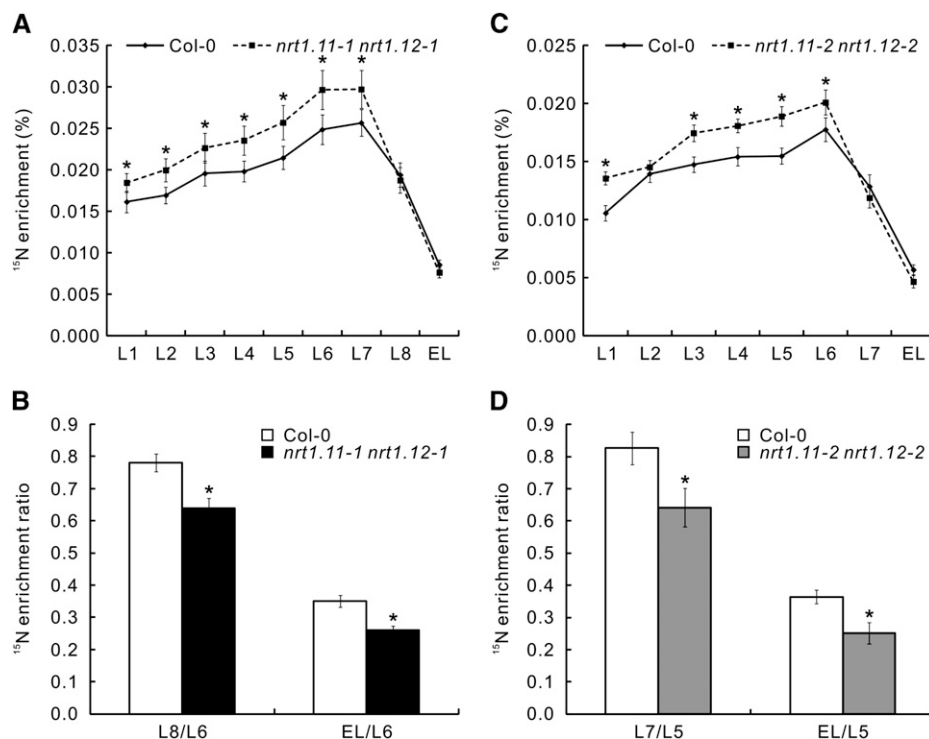 A
Col-0
nrt1.11-1 nrt1.12-1
¹⁵N enrichment (%)
0.035
0.030
0.025
0.020
0.015
0.010
0.005
0.000
* * * * * * *
L1 L2 L3 L4 L5 L6 L7 L8 EL
C
Col-0
nrt1.11-2 nrt1.12-2
¹⁵N enrichment (%)
0.025
0.020
0.015
0.010
0.005
0.000
* * * * *
L1 L2 L3 L4 L5 L6 L7 EL
B
Col-0
nrt1.11-1 nrt1.12-1
¹⁵N enrichment ratio
0.9
0.8
0.7
0.6
0.5
0.4
0.3
0.2
0.1
0.0
* *
L8/L6 EL/L6
D
Col-0
nrt1.11-2 nrt1.12-2
¹⁵N enrichment ratio
0.9
0.8
0.7
0.6
0.5
0.4
0.3
0.2
0.1
0.0
* *
L7/L5 EL/L5